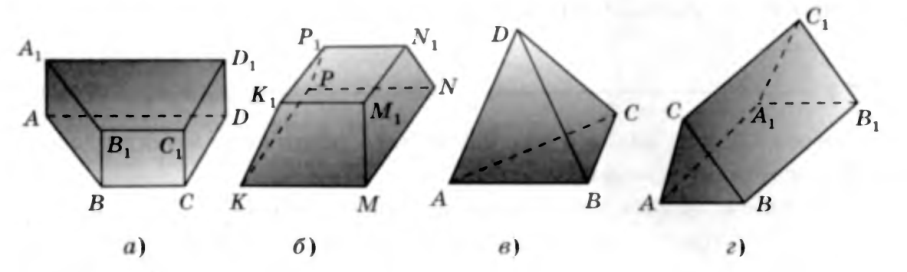 A₁ D₁ A D B₁ C₁ B C
P₁ N₁ P N K₁ M₁ K M
D C A B
C₁ C A₁ B₁ A B
а) б) в) г)